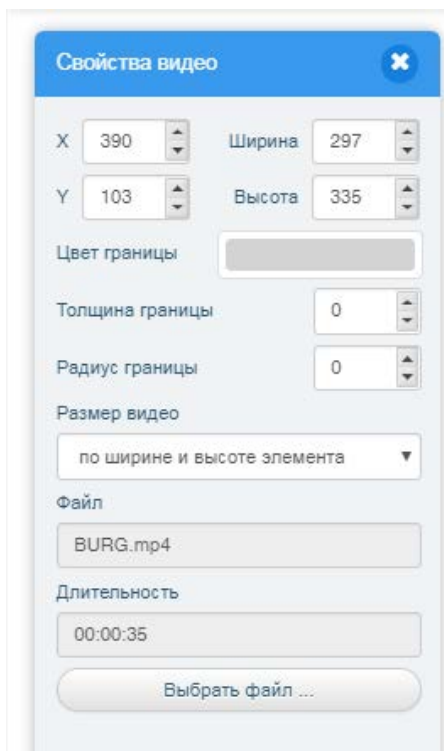 Свойства видео
X 390 Ширина 297
Y 103 Высота 335
Цвет границы
Толщина границы 0
Радиус границы 0
Размер видео
по ширине и высоте элемента
Файл
BURG.mp4
Длительность
00:00:35
Выбрать файл ...